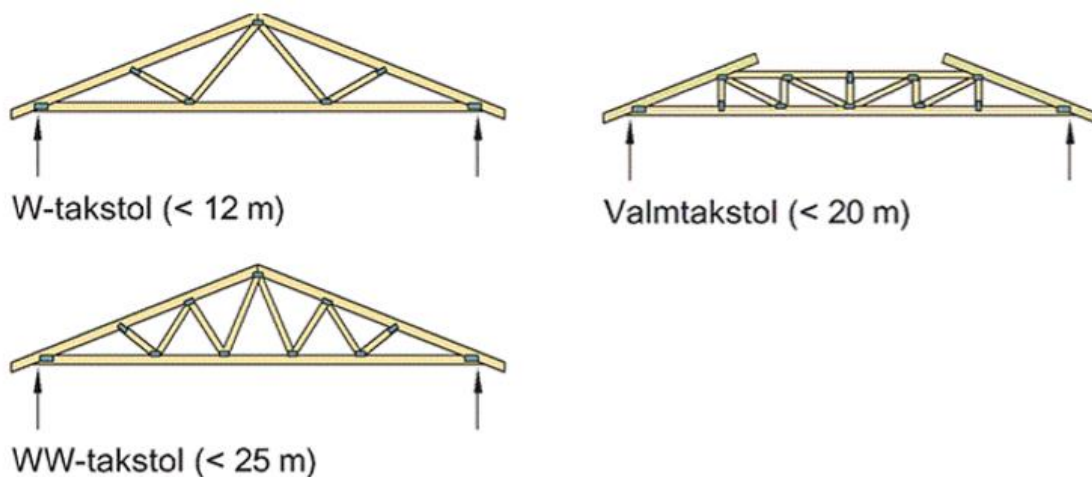 W-takstol (< 12 m)
Valmtakstol (< 20 m)
WW-takstol (< 25 m)